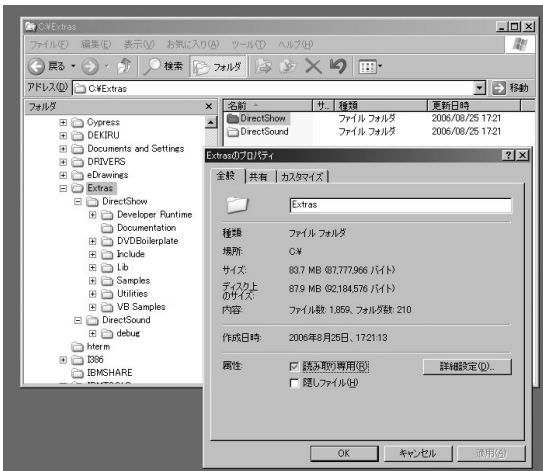 C:¥Extras
ファイル(F) 編集(E) 表示(V) お気に入り(A) ツール(T) ヘルプ(H)
戻る 検索 フォルダ
アドレス(D) C:¥Extras 移動
フォルダ
名前 サ... 種類 更新日時
DirectShow ファイル フォルダ 2006/08/25 17:21
DirectSound ファイル フォルダ 2006/08/25 17:21
Cypress
DEKIRU
Documents and Settings
DRIVERS
eDrawings
Extras
DirectShow
Developer Runtime
Documentation
DVDBoilerplate
Include
Lib
Samples
Utilities
VB Samples
DirectSound
debug
hterm
I386
IBMSHARE
IBMTOOLS
Extrasのプロパティ
全般 共有 カスタマイズ
Extras
種類: ファイル フォルダ
場所: C:¥
サイズ: 83.7 MB (87,777,966 バイト)
ディスク上のサイズ: 87.9 MB (92,184,576 バイト)
内容: ファイル数: 1,859、フォルダ数: 210
作成日時: 2006年8月25日、17:21:13
属性: 読み取り専用(R) 詳細設定(D)...
隠しファイル(H)
OK キャンセル 適用(A)